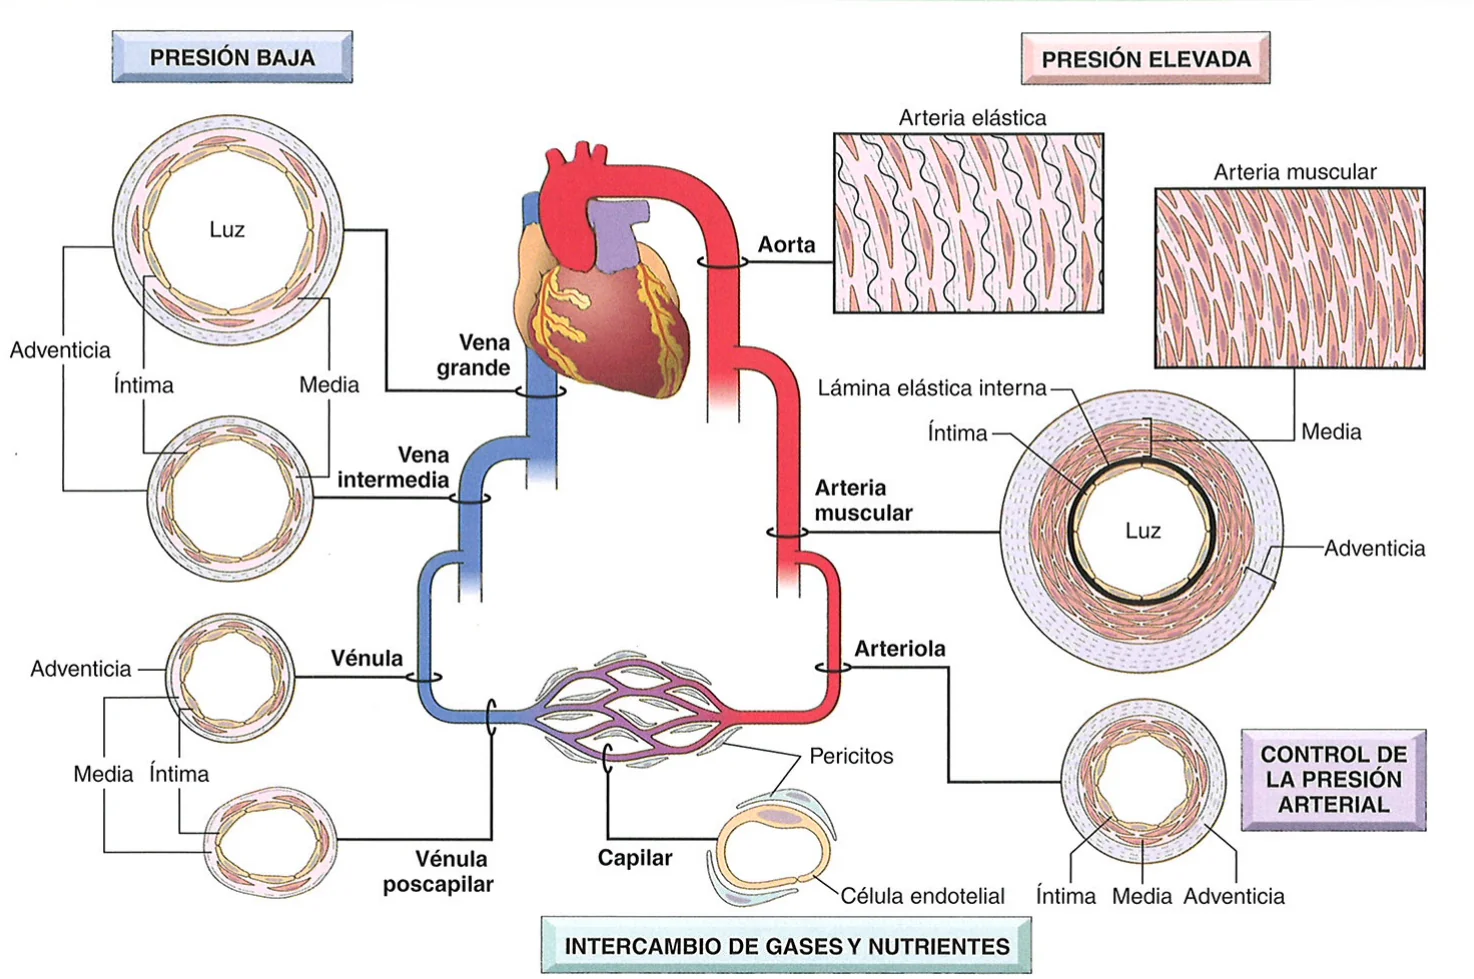 PRESIÓN BAJA
PRESIÓN ELEVADA
Arteria elástica
Arteria muscular
Luz
Aorta
Adventicia
Íntima
Media
Vena
grande
Lámina elástica interna
Íntima
Media
Vena
intermedia
Arteria
muscular
Luz
Adventicia
Adventicia
Vénula
Arteriola
Media
Íntima
Pericitos
CONTROL DE
LA PRESIÓN
ARTERIAL
Vénula
poscapilar
Capilar
Célula endotelial
Íntima
Media
Adventicia
INTERCAMBIO DE GASES Y NUTRIENTES